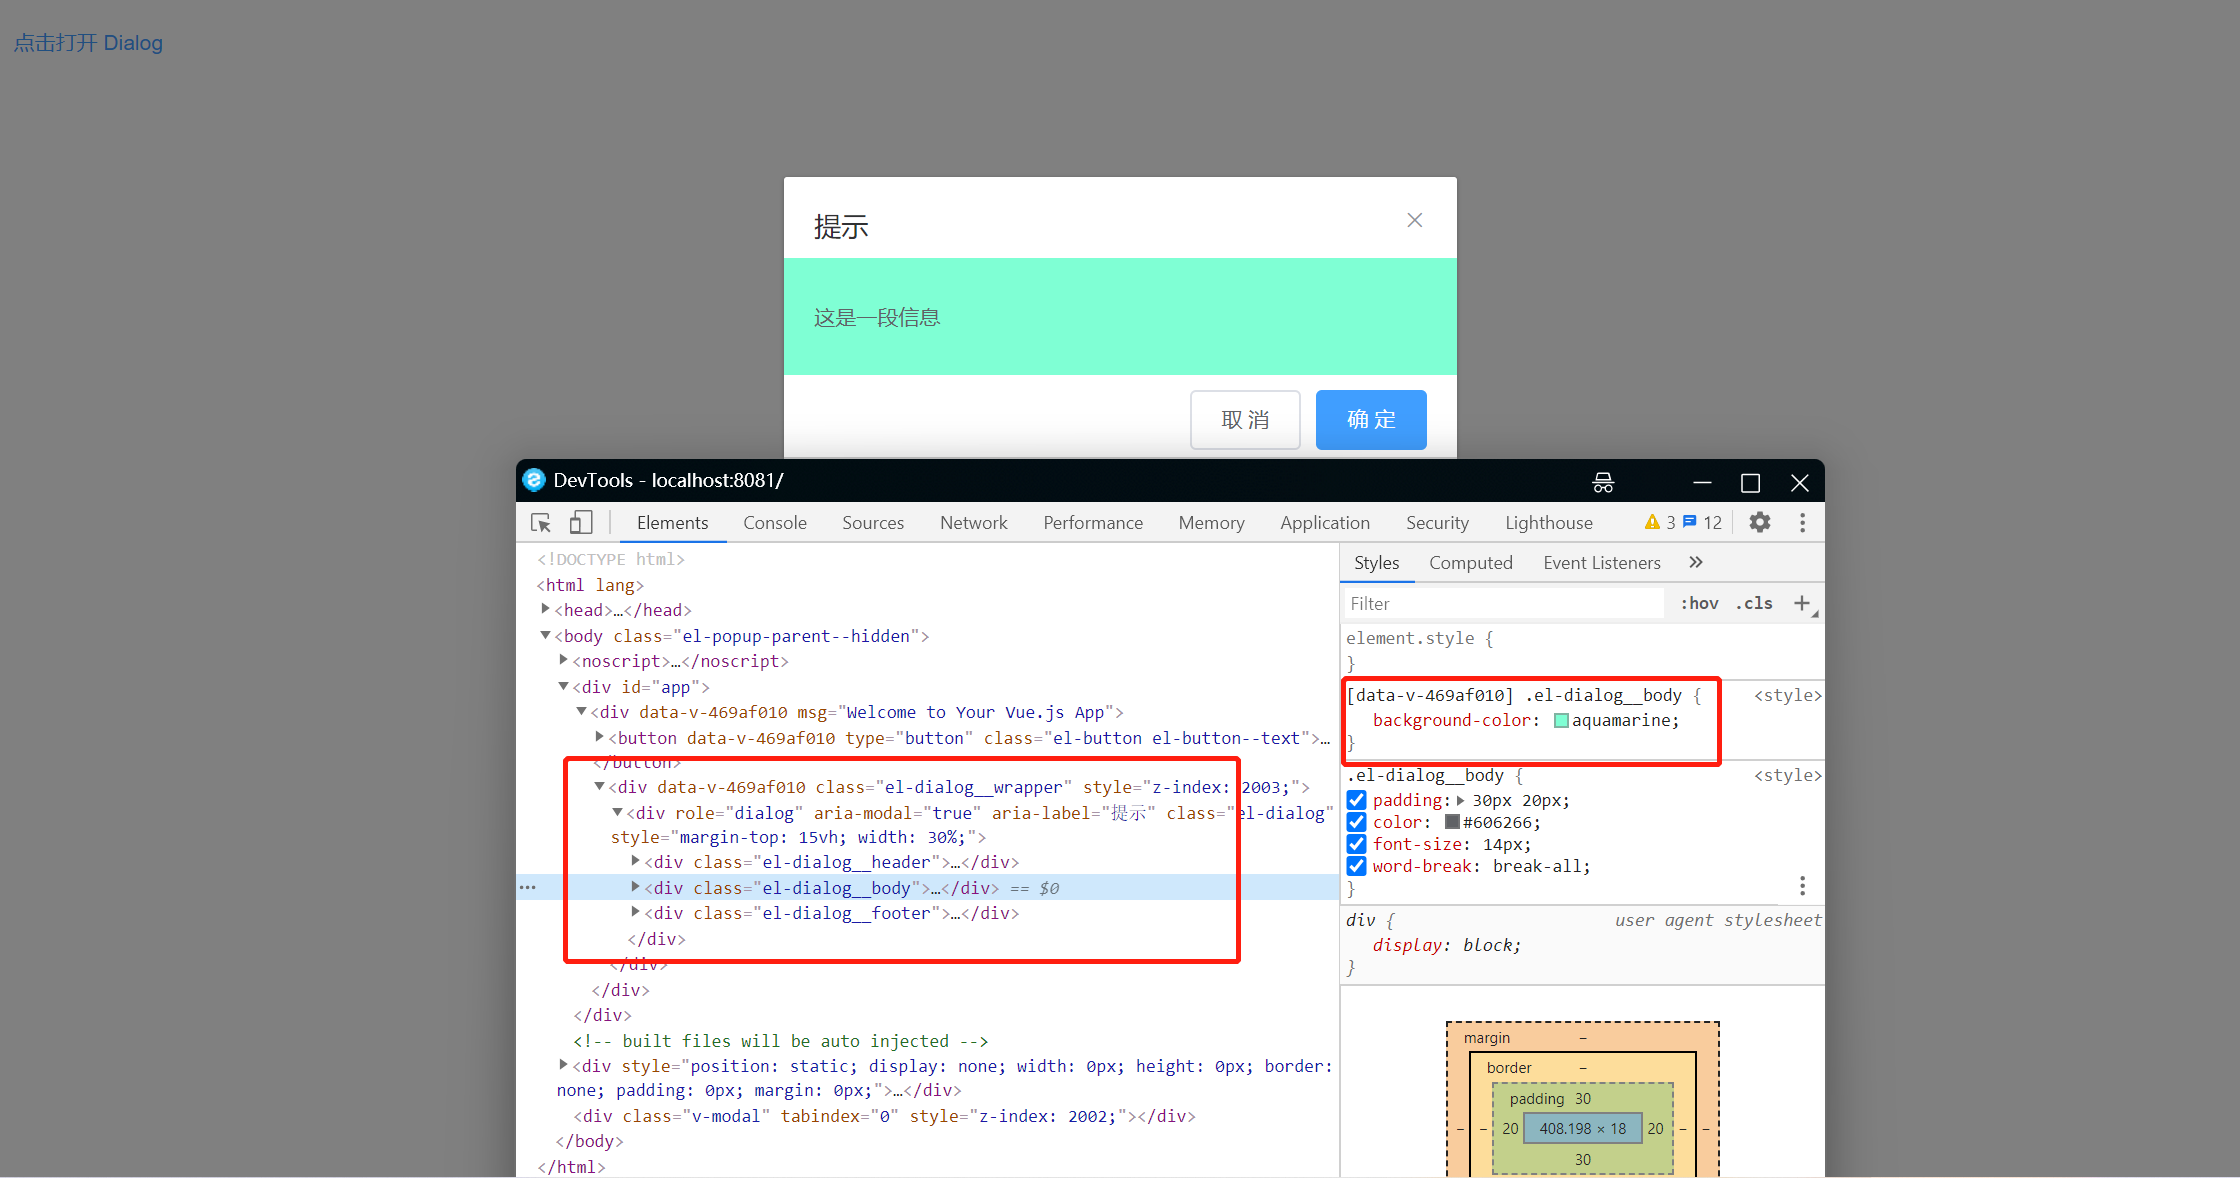 点击打开 Dialog
提示
这是一段信息
取 消
确 定
DevTools - localhost:8081/
Elements Console Sources Network Performance Memory Application Security Lighthouse 3 12
<!DOCTYPE html>
<html lang>
<head>…</head>
<body class="el-popup-parent--hidden">
<noscript>…</noscript>
<div id="app">
<div data-v-469af010 msg="Welcome to Your Vue.js App">
<button data-v-469af010 type="button" class="el-button el-button--text">…
</button>
<div data-v-469af010 class="el-dialog__wrapper" style="z-index: 2003;">
<div role="dialog" aria-modal="true" aria-label="提示" class="el-dialog"
style="margin-top: 15vh; width: 30%;">
<div class="el-dialog__header">…</div>
<div class="el-dialog__body">…</div> == $0
<div class="el-dialog__footer">…</div>
</div>
</div>
</div>
</div>
<!-- built files will be auto injected -->
<div style="position: static; display: none; width: 0px; height: 0px; border:
none; padding: 0px; margin: 0px;">…</div>
<div class="v-modal" tabindex="0" style="z-index: 2002;"></div>
</body>
</html>
Styles Computed Event Listeners
Filter :hov .cls
element.style {
}
[data-v-469af010] .el-dialog__body { <style>
background-color: aquamarine;
}
.el-dialog__body { <style>
padding: 30px 20px;
color: #606266;
font-size: 14px;
word-break: break-all;
}
div { user agent stylesheet
display: block;
}
margin –
border –
padding 30
– – 20 408.198 × 18 20 – –
30